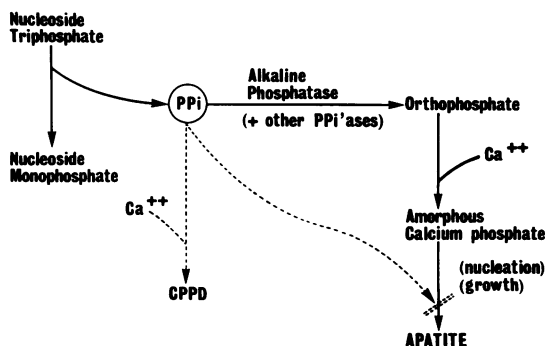 Nucleoside
Triphosphate
Alkaline
Phosphatase
PPi
(+ other PPi'ases)
Orthophosphate
Nucleoside
Monophosphate
Ca++
Ca++
Amorphous
Calcium phosphate
(nucleation)
(growth)
CPPD
APATITE